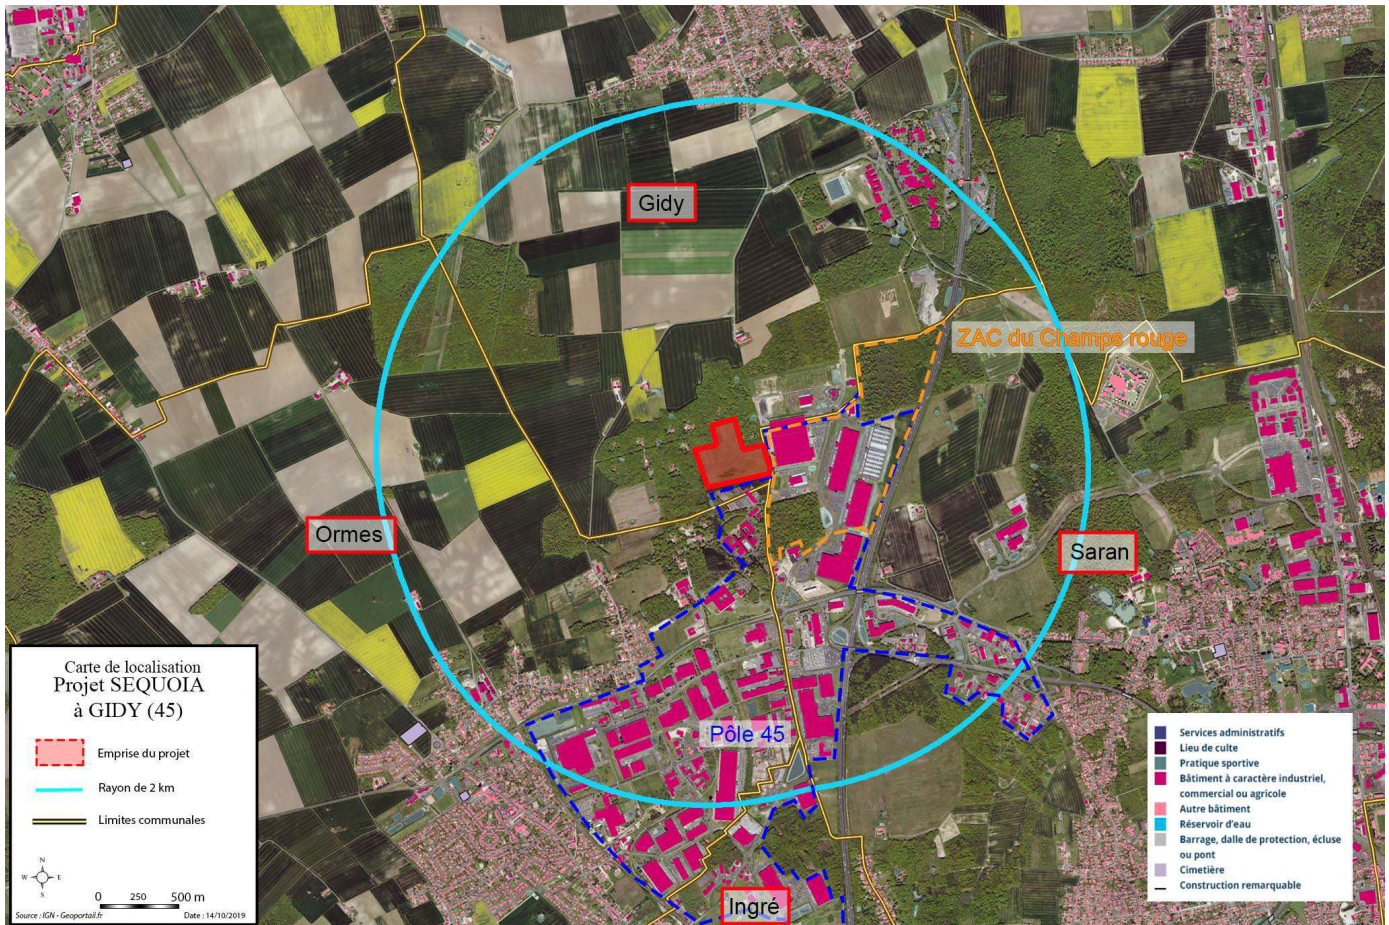 Gidy
ZAC du Champs rouge
Ormes
Saran
Pôle 45
Ingré
Carte de localisation
Projet SEQUOIA
à GIDY (45)
Emprise du projet
Rayon de 2 km
Limites communales
N
W E
S
0 250 500 m
Source : IGN - Geoportail.fr Date : 14/10/2019
Services administratifs
Lieu de culte
Pratique sportive
Bâtiment à caractère industriel,
commercial ou agricole
Autre bâtiment
Réservoir d'eau
Barrage, dalle de protection, écluse
ou pont
Cimetière
Construction remarquable